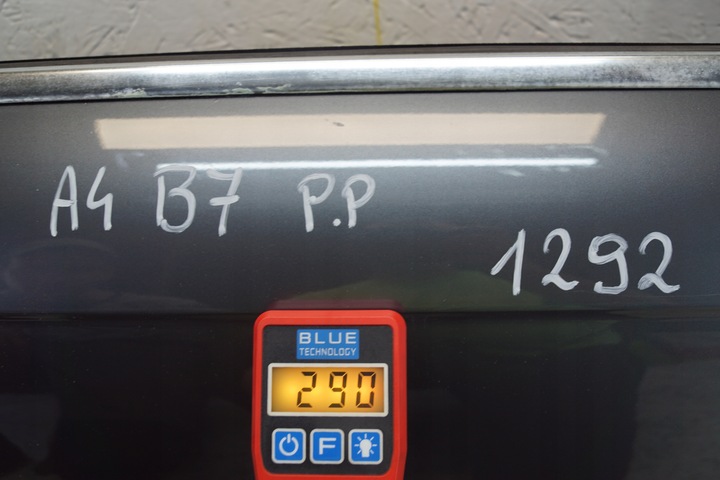 A4 B7 P.P
1292
BLUE
TECHNOLOGY
290
F